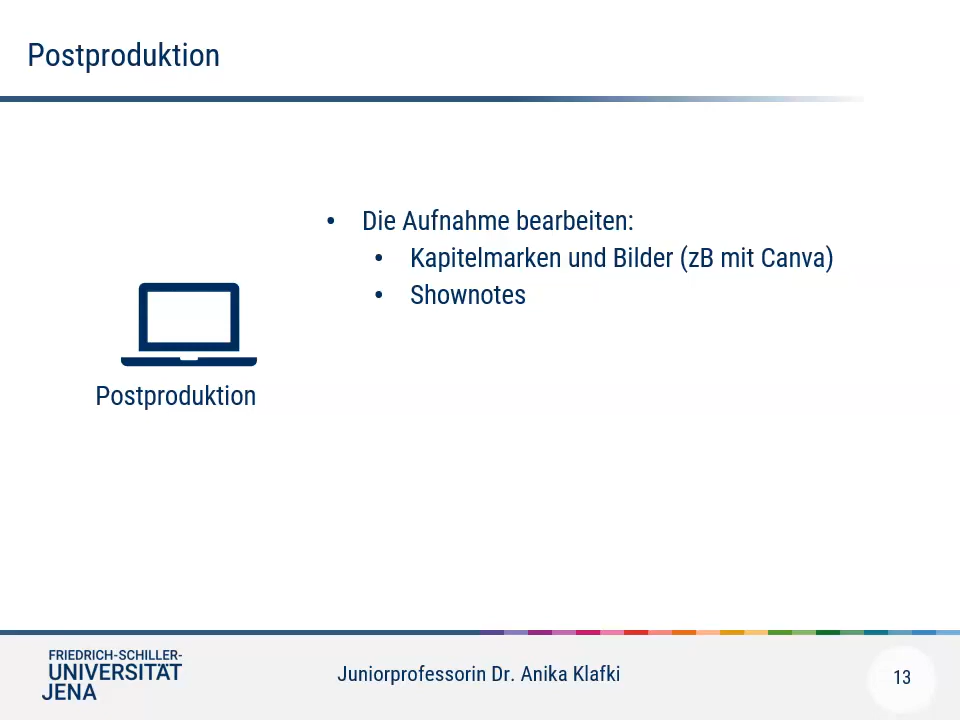 Postproduktion
• Die Aufnahme bearbeiten:
• Kapitelmarken und Bilder (zB mit Canva)
• Shownotes
Postproduktion
FRIEDRICH-SCHILLER-
UNIVERSITÄT
JENA
Juniorprofessorin Dr. Anika Klafki
13